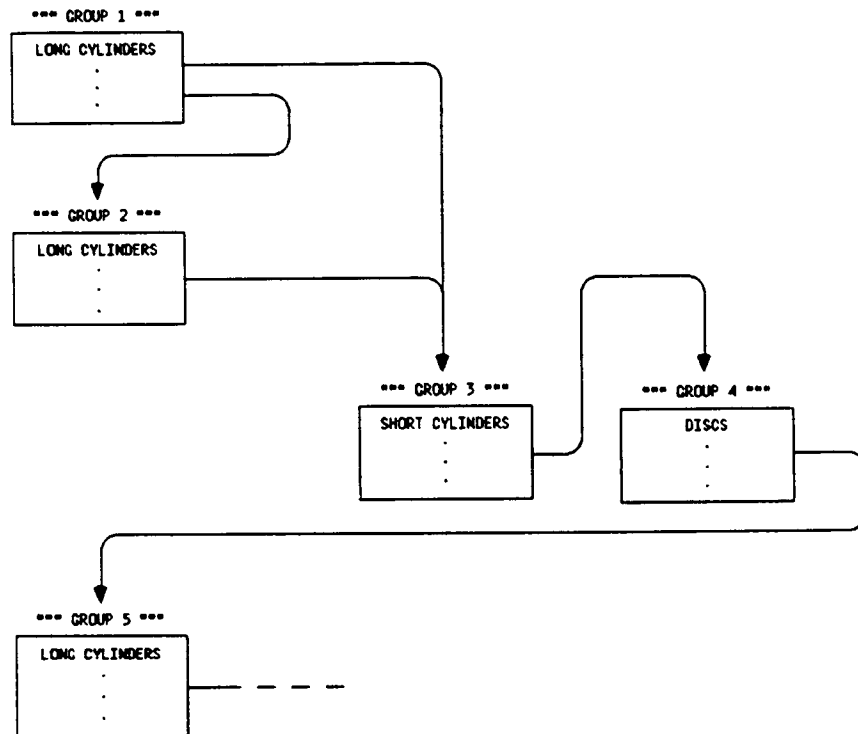 *** GROUP 1 ***
LONG CYLINDERS
.
.
.
*** GROUP 2 ***
LONG CYLINDERS
.
.
.
*** GROUP 3 ***
SHORT CYLINDERS
.
.
.
*** GROUP 4 ***
DISCS
.
.
.
*** GROUP 5 ***
LONG CYLINDERS
.
.
.